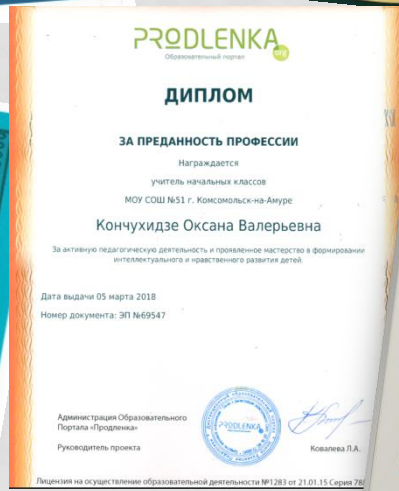 PRODLENKA
.org
Образовательный портал
ДИПЛОМ
ЗА ПРЕДАННОСТЬ ПРОФЕССИИ
Награждается
учитель начальных классов
МОУ СОШ №51 г. Комсомольск-на-Амуре
Кончухидзе Оксана Валерьевна
За активную педагогическую деятельность и проявленное мастерство в формировании
интеллектуального и нравственного развития детей.
Дата выдачи 05 марта 2018
Номер документа: ЭП №69547
Администрация Образовательного
Портала «Продленка»
PRODLENKA
Руководитель проекта
Ковалева Л.А.
Лицензия на осуществление образовательной деятельности №1283 от 21.01.15 Серия 78